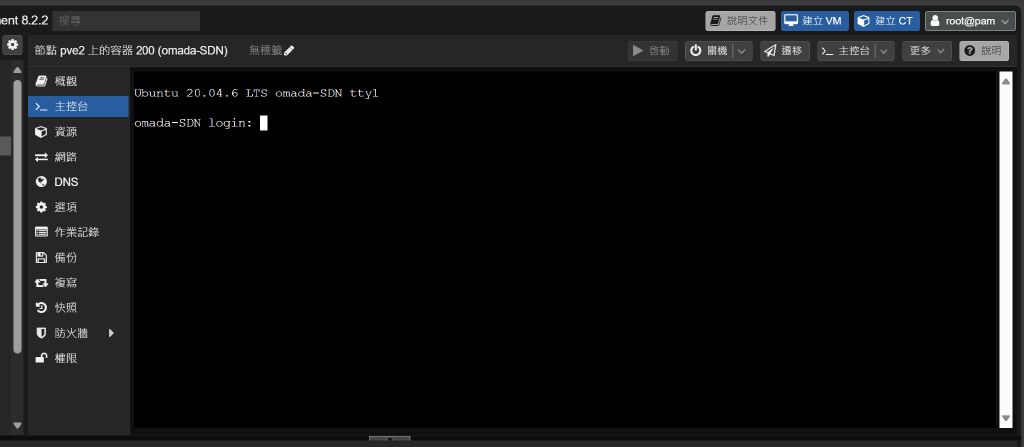 ment 8.2.2
搜尋
說明文件
建立 VM
建立 CT
root@pam
節點 pve2 上的容器 200 (omada-SDN)
無標籤
啟動
關機
遷移
主控台
更多
說明
概觀
主控台
資源
網路
DNS
選項
作業記錄
備份
複寫
快照
防火牆
權限
Ubuntu 20.04.6 LTS omada-SDN tty1
omada-SDN login: